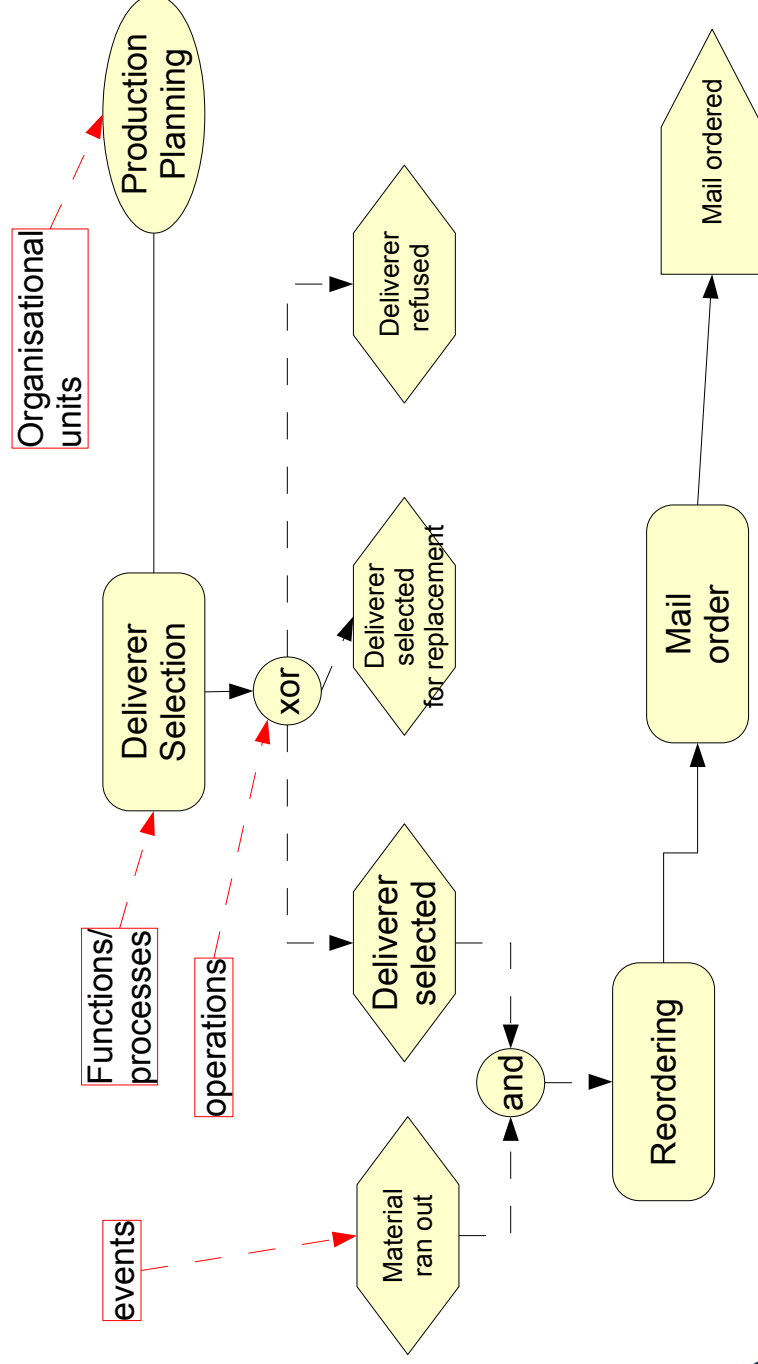 events
Functions/
processes
operations
Organisational
units
Deliverer
Selection
Production
Planning
xor
Material
ran out
Deliverer
selected
Deliverer
selected
for replacement
Deliverer
refused
and
Reordering
Mail
order
Mail ordered